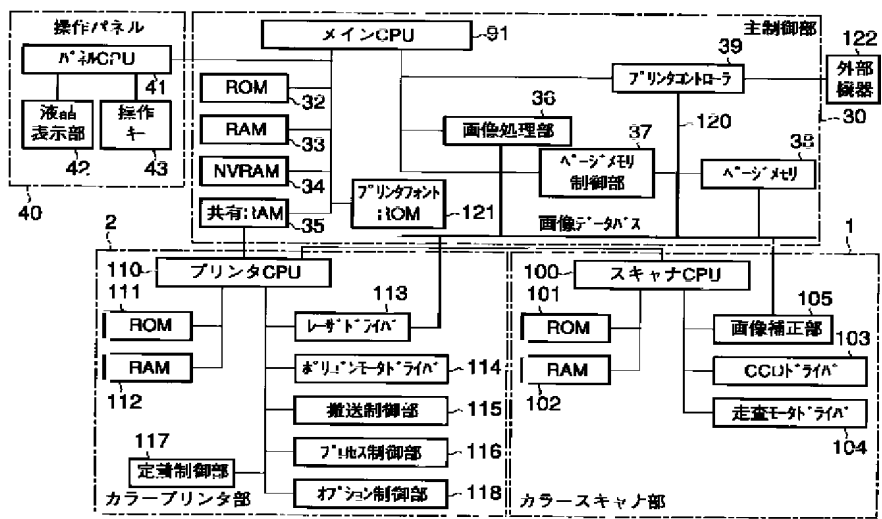 操作パネル
パネルCPU
41
液晶
表示部
操作
キー
42
43
40
メインCPU
91
主制御部
ROM
32
RAM
33
NVRAM
34
共有RAM
35
39
プリンタコントローラ
122
外部
機器
30
36
画像処理部
120
37
ページメモリ
制御部
38
ページメモリ
プリンタフォント
ROM
121
画像データバス
2
110
プリンタCPU
111
ROM
RAM
112
113
レーザドライバ
ポリゴンモータドライバ
114
搬送制御部
115
プロセス制御部
116
117
定着制御部
オプション制御部
118
カラープリンタ部
1
100
スキャナCPU
101
ROM
RAM
102
105
画像補正部
103
CCDドライバ
走査モータドライバ
104
カラースキャナ部